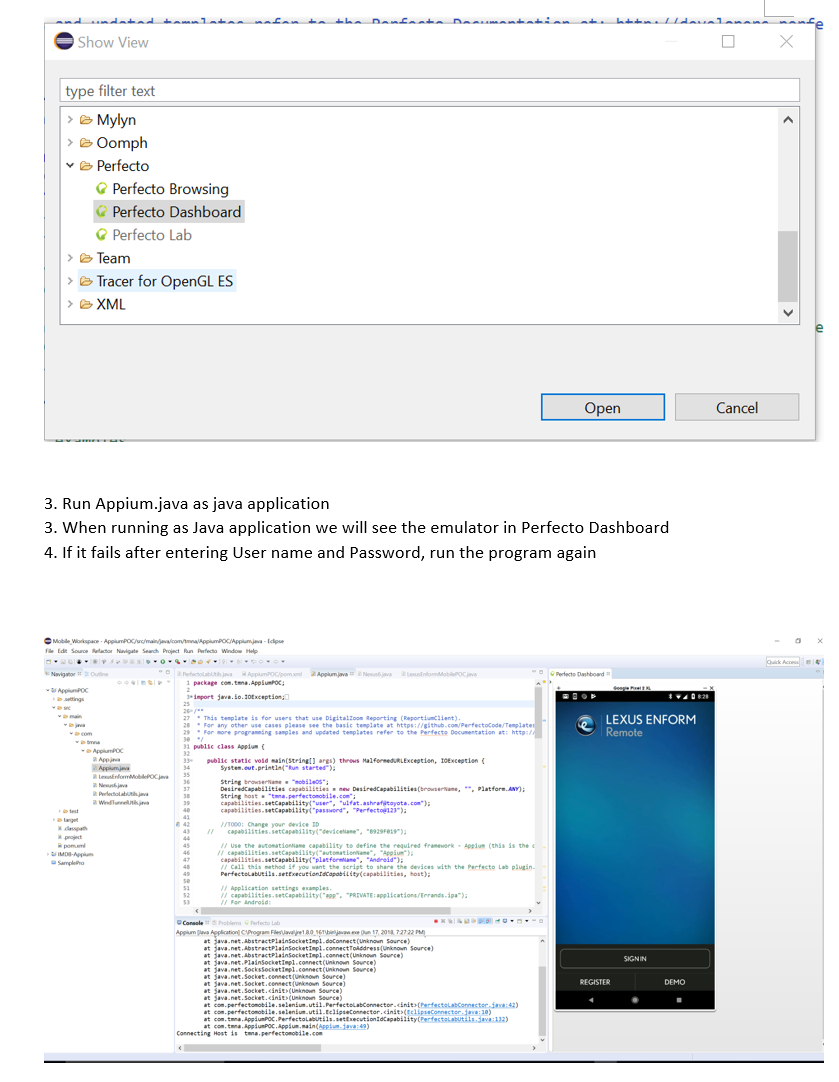 and updated templates refer to the Perfecto Documentation at: http://developers.perfe
Show View
type filter text
Mylyn
Oomph
Perfecto
Perfecto Browsing
Perfecto Dashboard
Perfecto Lab
Team
Tracer for OpenGL ES
XML
Open
Cancel
3. Run Appium.java as java application
3. When running as Java application we will see the emulator in Perfecto Dashboard
4. If it fails after entering User name and Password, run the program again
Mobile_Workspace - AppiumPOC/src/main/java/com/tmna/AppiumPOC/Appium.java - Eclipse
File Edit Source Refactor Navigate Search Project Run Perfecto Window Help
Quick Access
Navigator Outline
AppiumPOC
.settings
src
main
java
com
tmna
AppiumPOC
App.java
Appium.java
LexusEnformMobilePOC.java
Nexusli.java
PerfectoLabUtils.java
WindTunnelUtils.java
test
target
.classpath
.project
pom.xml
IMDB-Appium
SamplePro
PerfectoLabUtils.java AppiumPOC/pom.xml Appium.java Nexusli.java LexusEnformMobilePOC.java
1 package com.tmna.AppiumPOC;
2
3 import java.io.IOException;
25
26 /**
27 * This template is for users that use DigitalZoom Reporting (ReportiumClient).
28 * For any other use cases please see the basic template at https://github.com/PerfectoCode/Templates
29 * For more programming samples and updated templates refer to the Perfecto Documentation at: http://
30 */
31 public class Appium {
32
33 public static void main(String[] args) throws MalformedURLException, IOException {
34 System.out.println("Run started");
35
36 String browserName = "mobileOS";
37 DesiredCapabilities capabilities = new DesiredCapabilities(browserName, "", Platform.ANY);
38 String host = "tmna.perfectomobile.com";
39 capabilities.setCapability("user", "ulfat.ashraf@toyota.com");
40 capabilities.setCapability("password", "Perfecto@123");
41
42 //TODO: Change your device ID
43 // capabilities.setCapability("deviceName", "B929F019");
44
45 // Use the automationName capability to define the required framework - Appium (this is the d
46 // capabilities.setCapability("automationName", "Appium");
47 capabilities.setCapability("platformName", "Android");
48 // Call this method if you want the script to share the devices with the Perfecto Lab plugin.
49 PerfectoLabUtils.setExecutionIdCapability(capabilities, host);
50
51 // Application settings examples.
52 // capabilities.setCapability("app", "PRIVATE:applications/Errands.ipa");
53 // For Android:
Console Problems Perfecto Lab
Appium [Java Application] C:\Program Files\Java\jre1.8.0_161\bin\javaw.exe (Jun 17, 2018, 7:27:22 PM)
at java.net.AbstractPlainSocketImpl.doConnect(Unknown Source)
at java.net.AbstractPlainSocketImpl.connectToAddress(Unknown Source)
at java.net.AbstractPlainSocketImpl.connect(Unknown Source)
at java.net.PlainSocketImpl.connect(Unknown Source)
at java.net.SocksSocketImpl.connect(Unknown Source)
at java.net.Socket.connect(Unknown Source)
at java.net.Socket.connect(Unknown Source)
at java.net.Socket.<init>(Unknown Source)
at java.net.Socket.<init>(Unknown Source)
at com.perfectomobile.selenium.util.PerfectoLabConnector.<init>(PerfectoLabConnector.java:42)
at com.perfectomobile.selenium.util.EclipseConnector.<init>(EclipseConnector.java:10)
at com.tmna.AppiumPOC.PerfectoLabUtils.setExecutionIdCapability(PerfectoLabUtils.java:132)
at com.tmna.AppiumPOC.Appium.main(Appium.java:49)
Connecting Host is tmna.perfectomobile.com
Perfecto Dashboard
Google Pixel 2 XL
8:28
LEXUS ENFORM
Remote
SIGN IN
REGISTER
DEMO